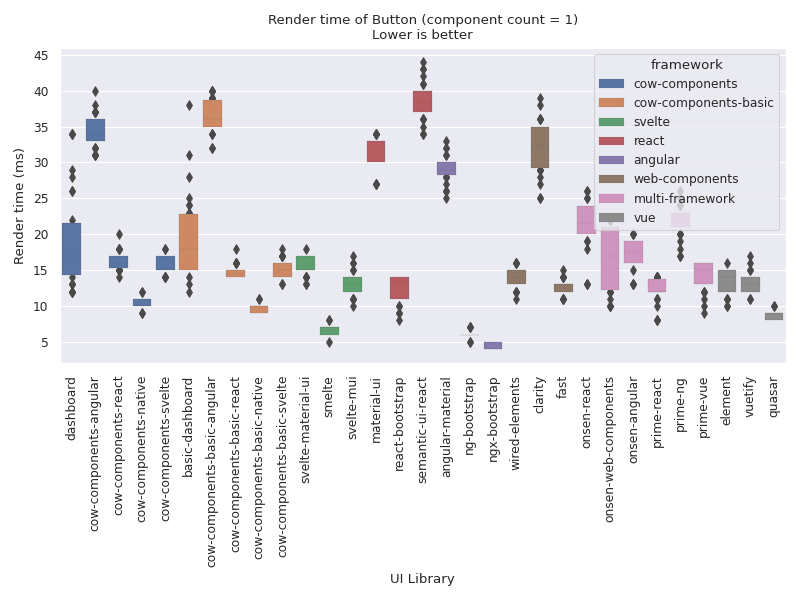 Render time of Button (component count = 1)
Lower is better
framework
cow-components
cow-components-basic
svelte
react
angular
web-components
multi-framework
vue
Render time (ms)
45
40
35
30
25
20
15
10
5
dashboard
cow-components-angular
cow-components-react
cow-components-native
cow-components-svelte
basic-dashboard
cow-components-basic-angular
cow-components-basic-react
cow-components-basic-native
cow-components-basic-svelte
svelte-material-ui
smelte
svelte-mui
material-ui
react-bootstrap
semantic-ui-react
angular-material
ng-bootstrap
ngx-bootstrap
wired-elements
clarity
fast
onsen-react
onsen-web-components
onsen-angular
prime-react
prime-ng
prime-vue
element
vuetify
quasar
UI Library